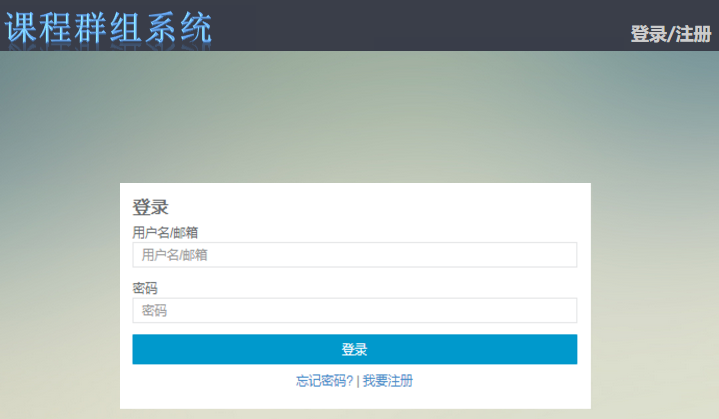 课程群组系统
登录/注册
登录
用户名/邮箱
用户名/邮箱
密码
密码
登录
忘记密码? | 我要注册